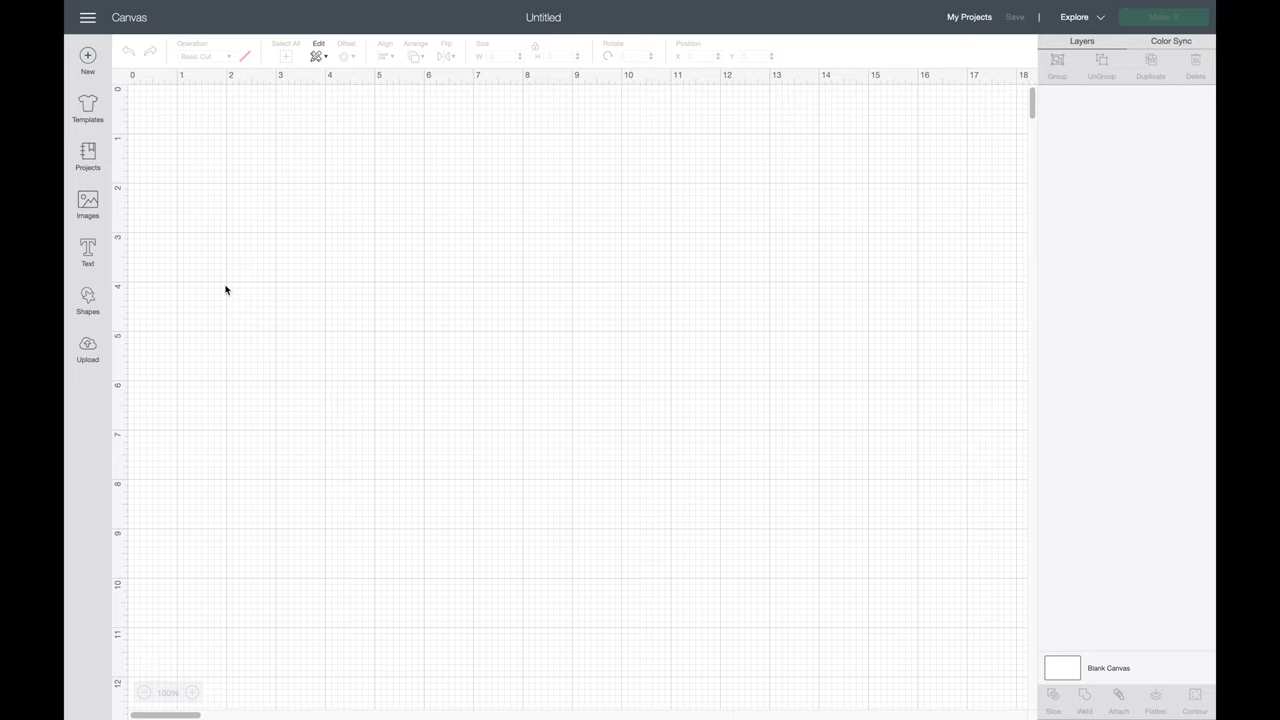 Canvas
Untitled
My Projects Save | Explore Make It
Operation
Basic Cut
Select All Edit Offset Align Arrange Flip
Size
W H
Rotate
Position
X Y
Layers Color Sync
Group UnGroup Duplicate Delete
New
Templates
Projects
Images
Text
Shapes
Upload
0 1 2 3 4 5 6 7 8 9 10 11 12 13 14 15 16 17 18
0
1
2
3
4
5
6
7
8
9
10
11
12
100%
Blank Canvas
Slice Weld Attach Flatten Contour